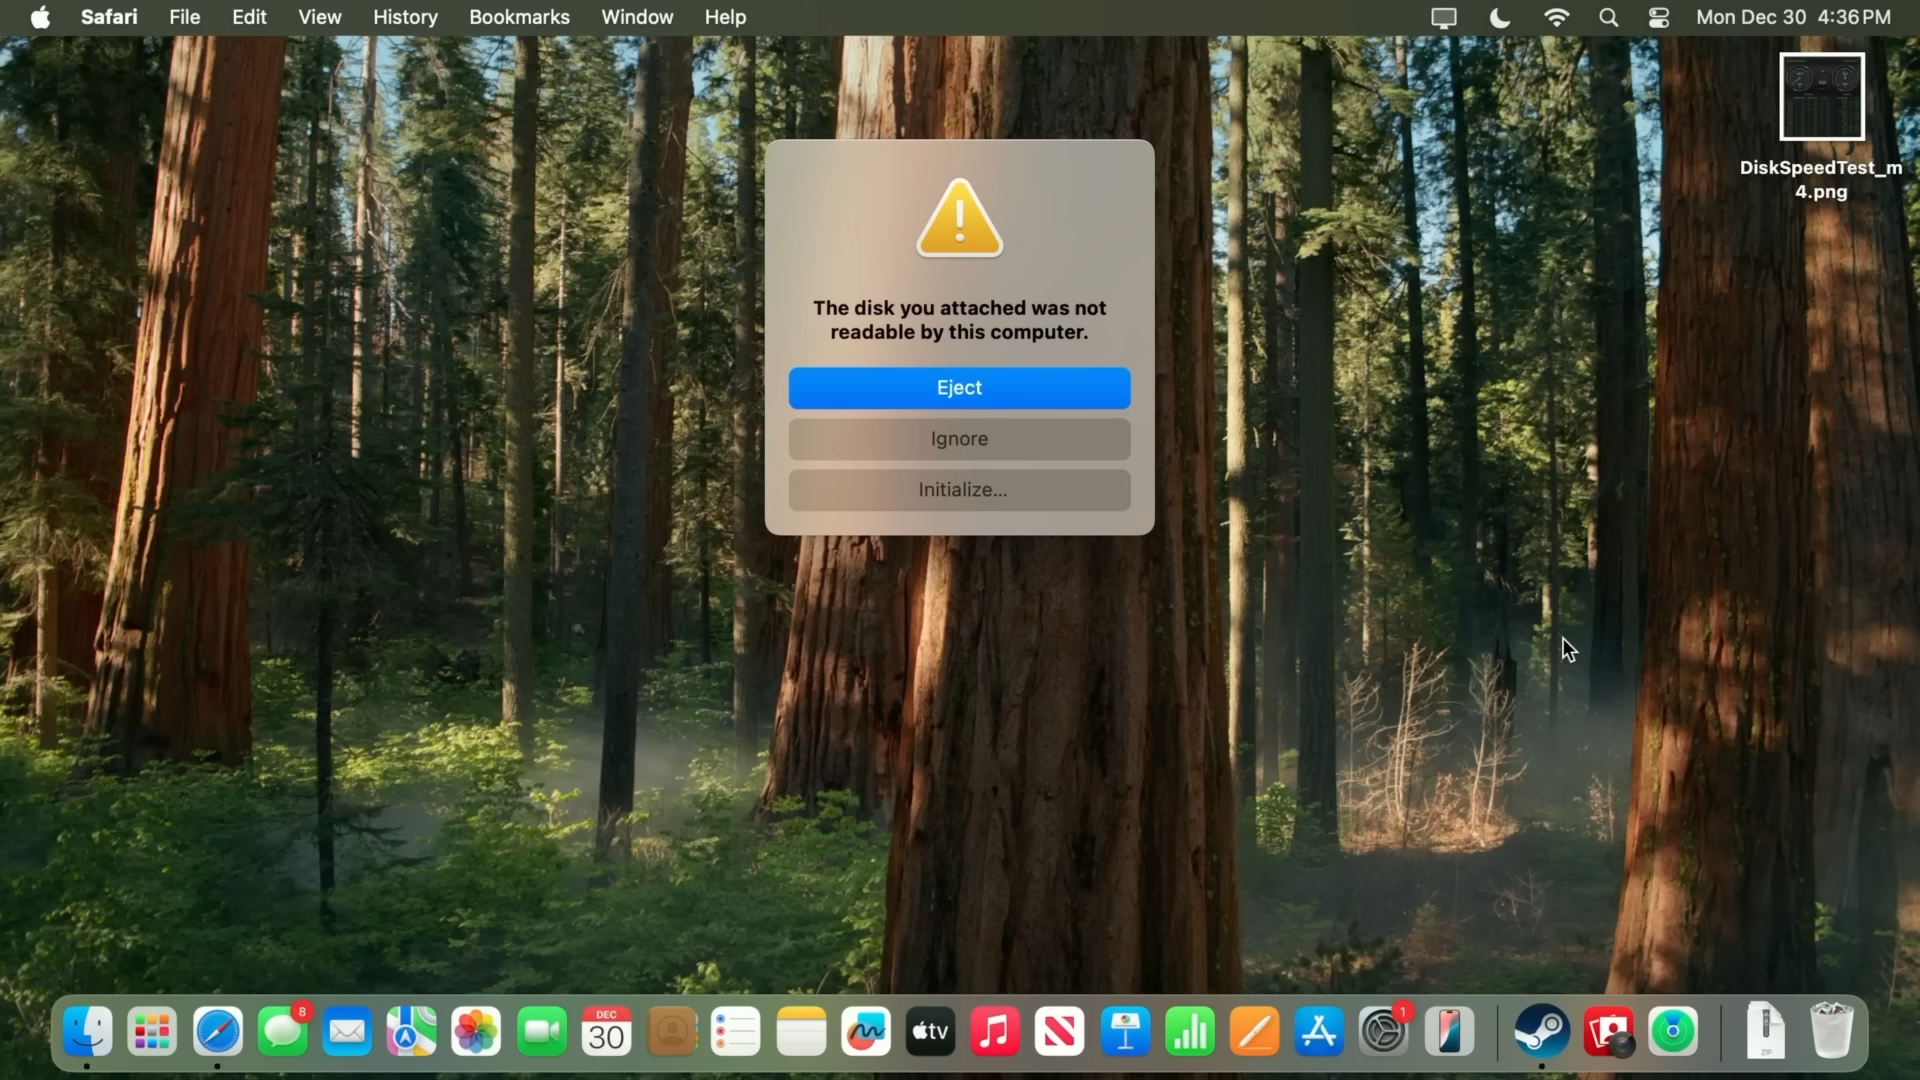 Safari File Edit View History Bookmarks Window Help Mon Dec 30 4:36 PM
DiskSpeedTest_m
4.png
The disk you attached was not
readable by this computer.
Eject
Ignore
Initialize...
8
DEC
30
tv
1
ZIP